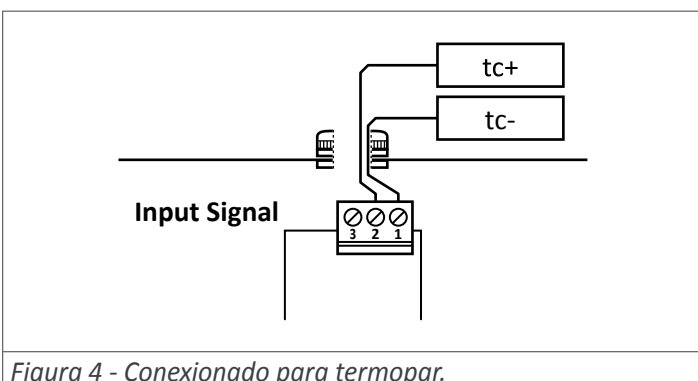 tc+
tc-
Input Signal
3 2 1
Figura 4 - Conexionado para termopar.